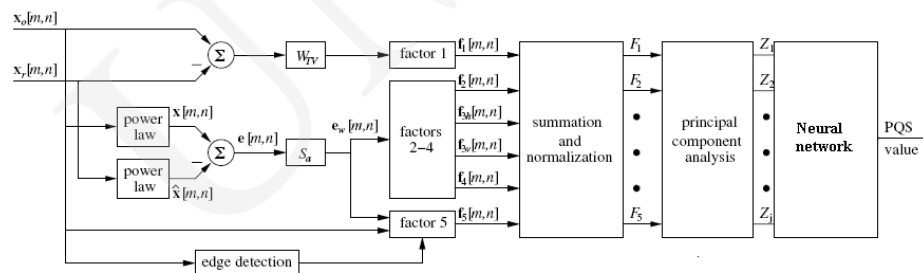 x_o[m,n]
x_r[m,n]
Σ
−
W_TV
factor 1
f_1[m,n]
F_1
Z_1
f_2[m,n]
F_2
Z_2
power
law
x[m,n]
−
Σ
e[m,n]
S_a
e_w[m,n]
factors
2−4
f_3h[m,n]
f_3v[m,n]
f_4[m,n]
summation
and
normalization
principal
component
analysis
Neural
network
PQS
value
power
law
x̂[m,n]
factor 5
f_5[m,n]
F_5
Z_j
edge detection